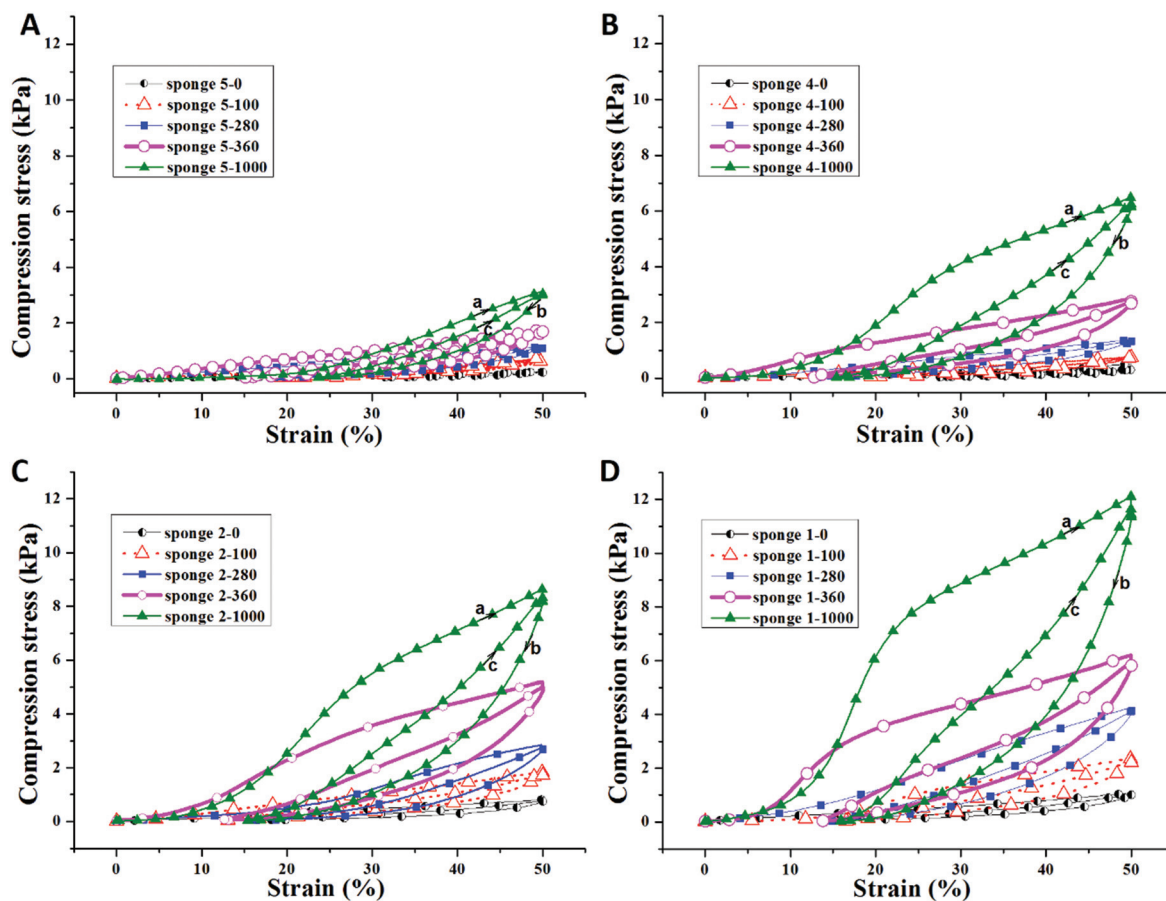 A
Compression stress (kPa)
12
10
8
6
4
2
0
sponge 5-0
sponge 5-100
sponge 5-280
sponge 5-360
sponge 5-1000
a
b
c
0 10 20 30 40 50
Strain (%)
B
Compression stress (kPa)
12
10
8
6
4
2
0
sponge 4-0
sponge 4-100
sponge 4-280
sponge 4-360
sponge 4-1000
a
b
c
0 10 20 30 40 50
Strain (%)
C
Compression stress (kPa)
12
10
8
6
4
2
0
sponge 2-0
sponge 2-100
sponge 2-280
sponge 2-360
sponge 2-1000
a
c
b
0 10 20 30 40 50
Strain (%)
D
Compression stress (kPa)
12
10
8
6
4
2
0
sponge 1-0
sponge 1-100
sponge 1-280
sponge 1-360
sponge 1-1000
a
b
c
0 10 20 30 40 50
Strain (%)